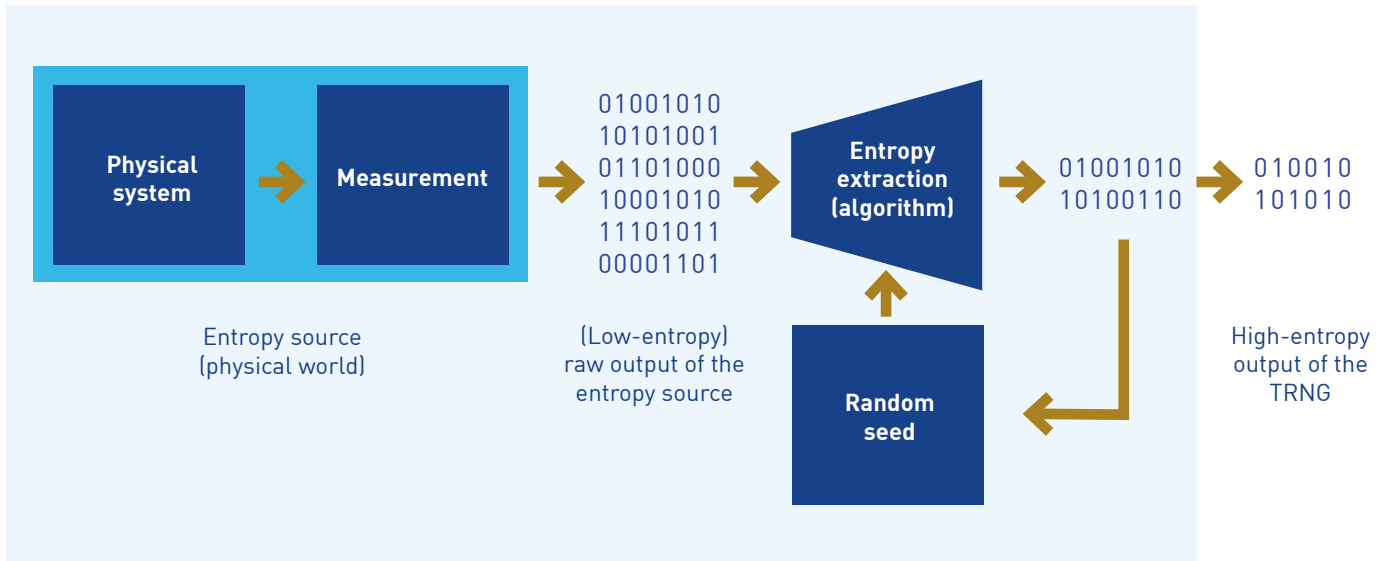 Physical
system
Measurement
01001010
10101001
01101000
10001010
11101011
00001101
Entropy
extraction
(algorithm)
01001010
10100110
010010
101010
Entropy source
(physical world)
(Low-entropy)
raw output of the
entropy source
Random
seed
High-entropy
output of the
TRNG